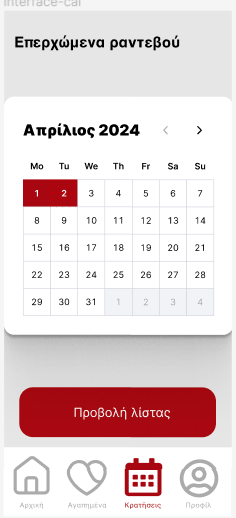 interface-cal
Επερχώμενα ραντεβού
Απρίλιος 2024
Mo Tu We Th Fr Sa Su
1 2 3 4 5 6 7
8 9 10 11 12 13 14
15 16 17 18 19 20 21
22 23 24 25 26 27 28
29 30 31 1 2 3 4
Προβολή λίστας
Αρχική Αγαπημένα Κρατήσεις Προφίλ